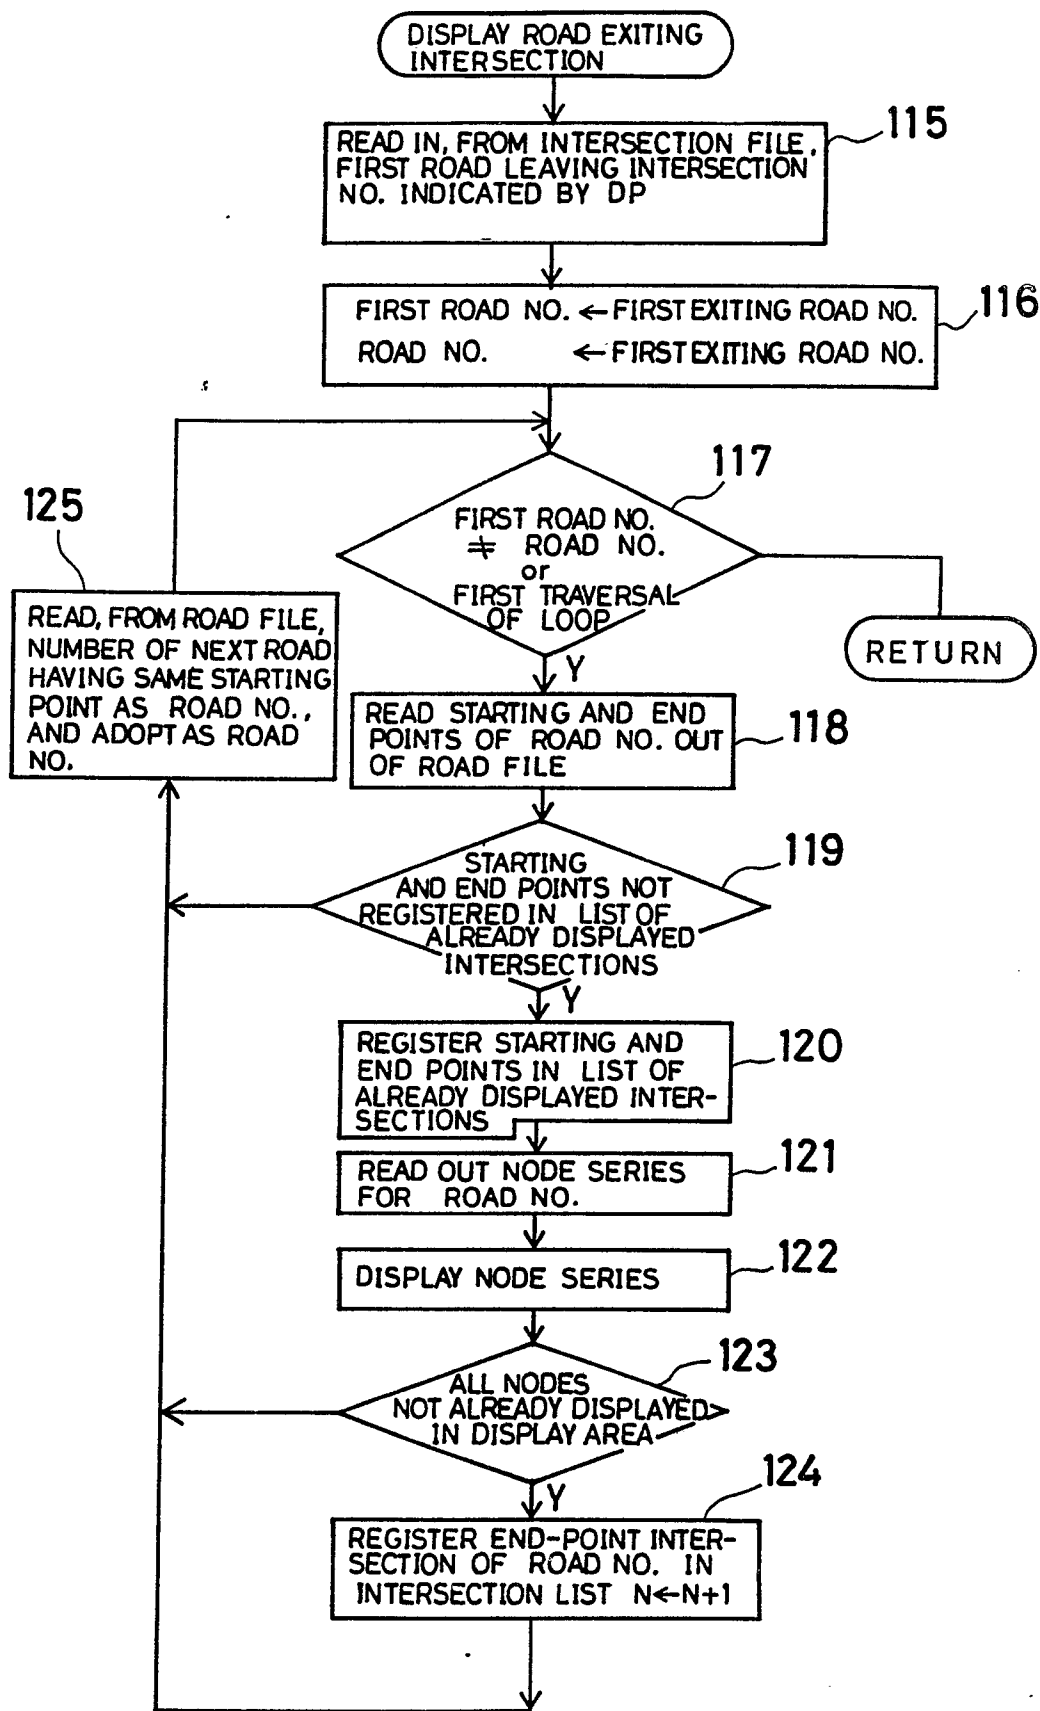 DISPLAY ROAD EXITING
INTERSECTION
115
READ IN, FROM INTERSECTION FILE,
FIRST ROAD LEAVING INTERSECTION
NO. INDICATED BY DP
116
FIRST ROAD NO. ← FIRST EXITING ROAD NO.
ROAD NO. ← FIRST EXITING ROAD NO.
117
FIRST ROAD NO.
≠ ROAD NO.
or
FIRST TRAVERSAL
OF LOOP
Y
RETURN
125
READ, FROM ROAD FILE,
NUMBER OF NEXT ROAD
HAVING SAME STARTING
POINT AS ROAD NO.,
AND ADOPT AS ROAD
NO.
118
READ STARTING AND END
POINTS OF ROAD NO. OUT
OF ROAD FILE
119
STARTING
AND END POINTS NOT
REGISTERED IN LIST OF
ALREADY DISPLAYED
INTERSECTIONS
Y
120
REGISTER STARTING AND
END POINTS IN LIST OF
ALREADY DISPLAYED INTER-
SECTIONS
121
READ OUT NODE SERIES
FOR ROAD NO.
122
DISPLAY NODE SERIES
123
ALL NODES
NOT ALREADY DISPLAYED
IN DISPLAY AREA
Y
124
REGISTER END-POINT INTER-
SECTION OF ROAD NO. IN
INTERSECTION LIST N←N+1